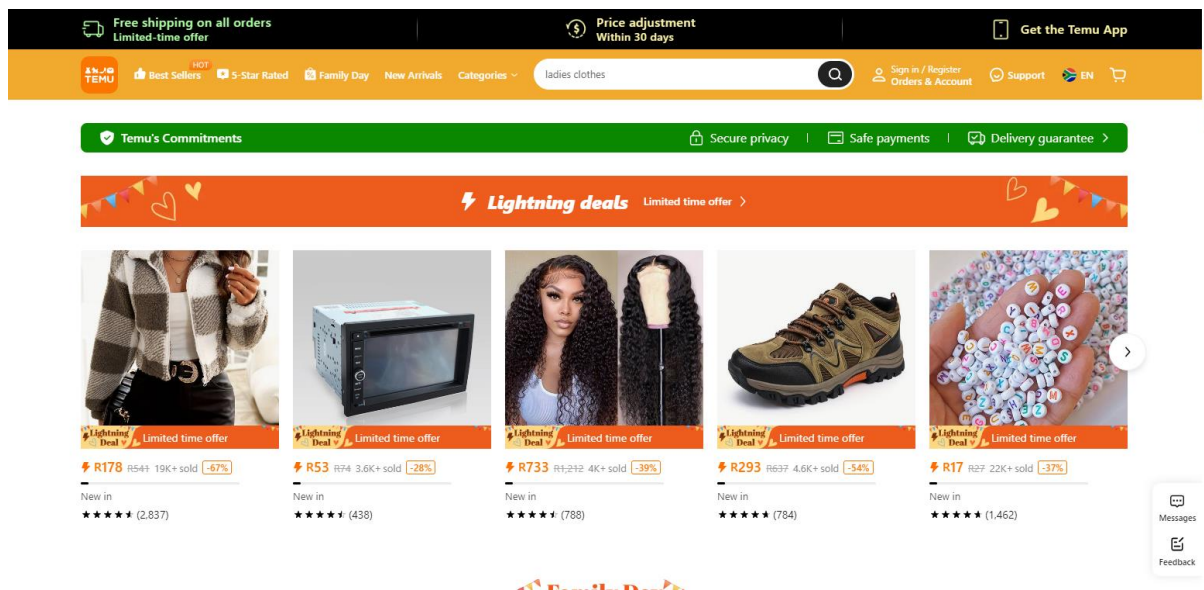 Free shipping on all orders
Limited-time offer
Price adjustment
Within 30 days
Get the Temu App
TEMU
Best Sellers
HOT
5-Star Rated
Family Day
New Arrivals
Categories
ladies clothes
Sign in / Register
Orders & Account
Support
EN
Temu's Commitments
Secure privacy
Safe payments
Delivery guarantee
Lightning deals
Limited time offer
Lightning Deal
Limited time offer
Lightning Deal
Limited time offer
Lightning Deal
Limited time offer
Lightning Deal
Limited time offer
Lightning Deal
Limited time offer
R178 R541 19K+ sold -67%
R53 R74 3.6K+ sold -28%
R733 R1,212 4K+ sold -39%
R293 R637 4.6K+ sold -54%
R17 R27 22K+ sold -37%
New in
New in
New in
New in
New in
(2,837)
(438)
(788)
(784)
(1,462)
Messages
Feedback
Family Day